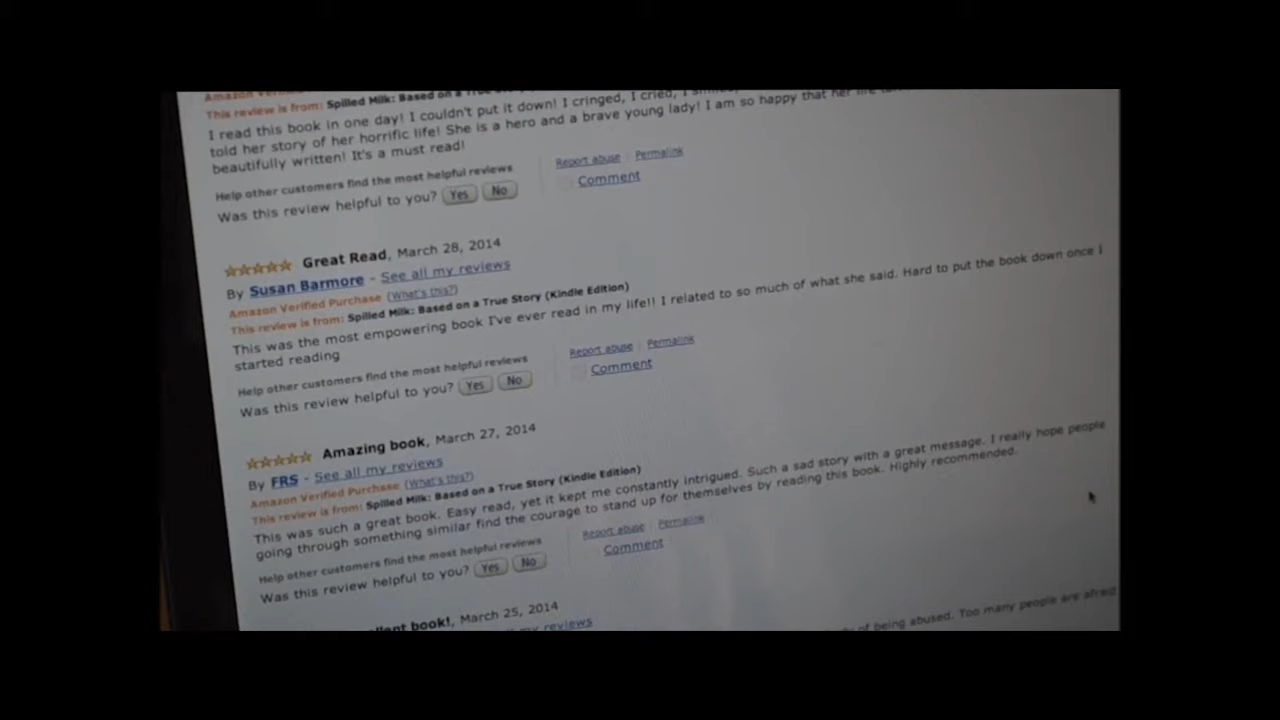 This review is from: Spilled Milk: Based on a True
I read this book in one day! I couldn't put it down! I cringed, I cried, I
told her story of her horrific life! She is a hero and a brave young lady! I am so happy that her life
beautifully written! It's a must read!
Help other customers find the most helpful reviews
Report abuse | Permalink
Was this review helpful to you? Yes No
Comment
Great Read, March 28, 2014
By Susan Barmore - See all my reviews
Amazon Verified Purchase (What's this?)
This review is from: Spilled Milk: Based on a True Story (Kindle Edition)
This was the most empowering book I've ever read in my life!! I related to so much of what she said. Hard to put the book down once I
started reading
Help other customers find the most helpful reviews
Report abuse | Permalink
Was this review helpful to you? Yes No
Comment
Amazing book, March 27, 2014
By FRS - See all my reviews
Amazon Verified Purchase (What's this?)
This review is from: Spilled Milk: Based on a True Story (Kindle Edition)
This was such a great book. Easy read, yet it kept me constantly intrigued. Such a sad story with a great message. I really hope people
going through something similar find the courage to stand up for themselves by reading this book. Highly recommended.
Help other customers find the most helpful reviews
Report abuse | Permalink
Was this review helpful to you? Yes No
Comment
book!, March 25, 2014
my reviews
of being abused. Too many people are afraid